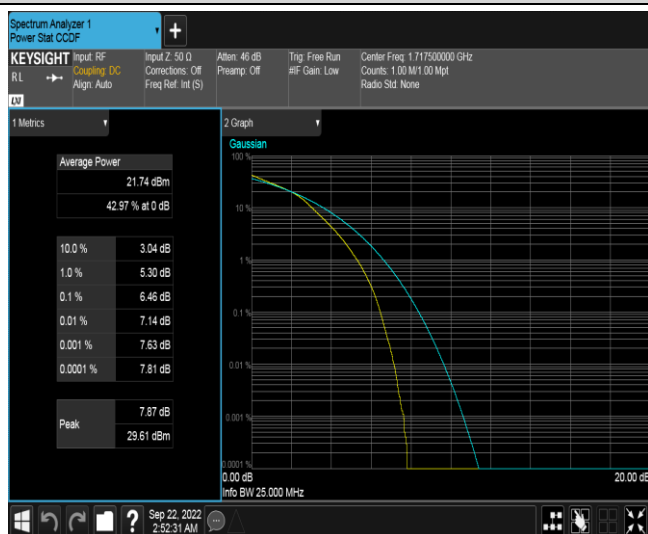 Spectrum Analyzer 1
Power Stat CCDF
+
KEYSIGHT
RL
LXI
Input: RF
Coupling: DC
Align: Auto
Input Z: 50 Ω
Corrections: Off
Freq Ref: Int (S)
Atten: 46 dB
Preamp: Off
Trig: Free Run
#IF Gain: Low
Center Freq: 1.717500000 GHz
Counts: 1.00 M/1.00 Mpt
Radio Std: None
1 Metrics
Average Power
21.74 dBm
42.97 % at 0 dB
10.0 % 3.04 dB
1.0 % 5.30 dB
0.1 % 6.46 dB
0.01 % 7.14 dB
0.001 % 7.63 dB
0.0001 % 7.81 dB
Peak
7.87 dB
29.61 dBm
2 Graph
Gaussian
100 %
10 %
1 %
0.1 %
0.01 %
0.001 %
0.0001 %
0.00 dB
20.00 dB
Info BW 25.000 MHz
?
Sep 22, 2022
2:52:31 AM